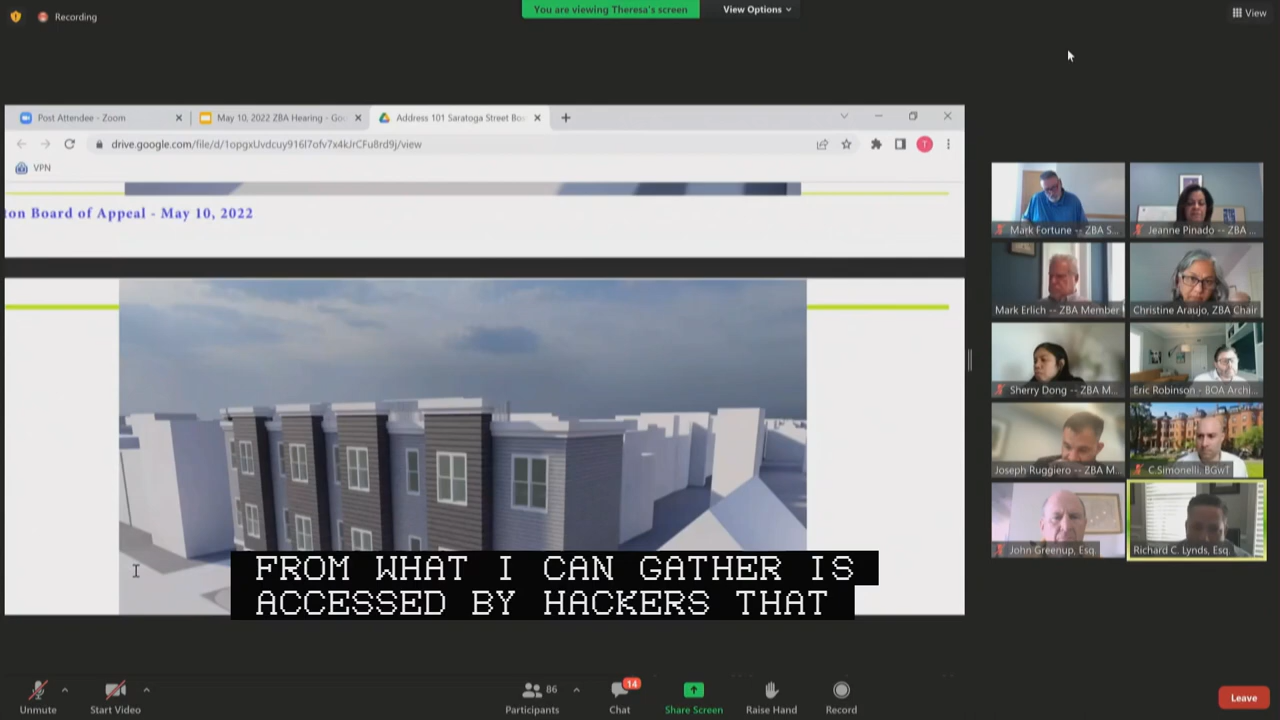 Recording
You are viewing Theresa's screen
View Options
View
Post Attendee - Zoom
May 10, 2022 ZBA Hearing - Go
Address 101 Saratoga Street Bos
drive.google.com/file/d/1opgxUvdcuy916I7ofv7x4kJrCFu8rd9j/view
T
VPN
ton Board of Appeal - May 10, 2022
Mark Fortune -- ZBA S...
Jeanne Pinado -- ZBA ...
Mark Erlich -- ZBA Member
Christine Araujo, ZBA Chair
Sherry Dong -- ZBA M...
Eric Robinson - BOA Archi...
Joseph Ruggiero -- ZBA M...
C.Simonelli, BGwT
John Greenup, Esq.
Richard C. Lynds, Esq.
FROM WHAT I CAN GATHER IS
ACCESSED BY HACKERS THAT
Unmute
Start Video
86
Participants
14
Chat
Share Screen
Raise Hand
Record
Leave